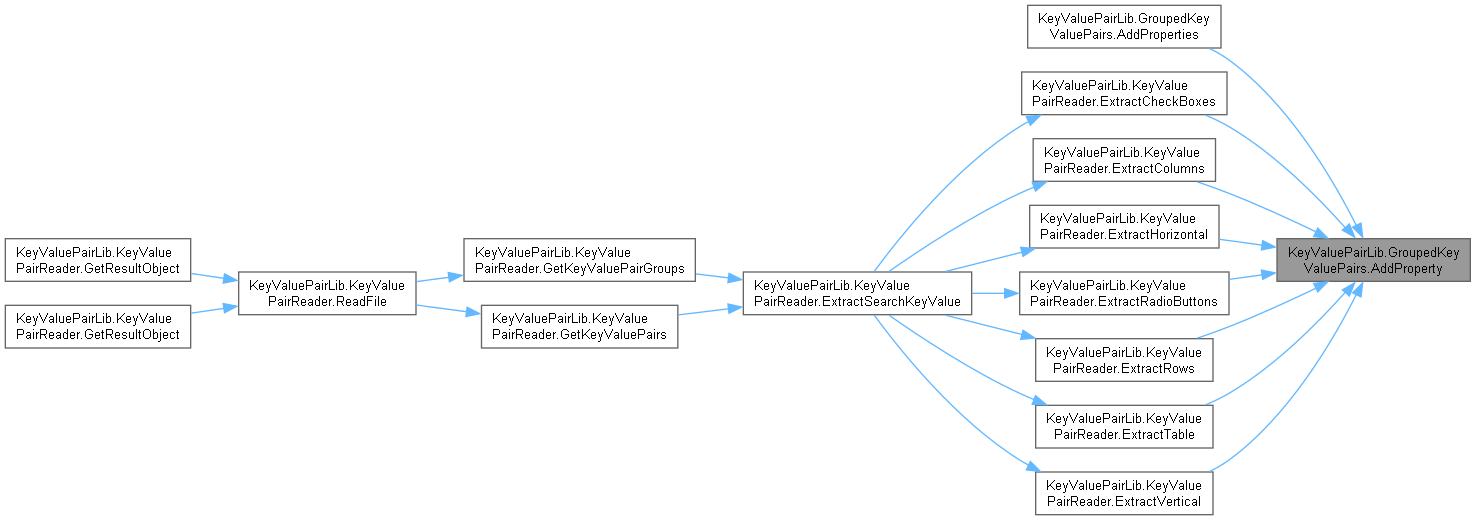 KeyValuePairLib.GroupedKey
ValuePairs.AddProperties
KeyValuePairLib.KeyValue
PairReader.ExtractCheckBoxes
KeyValuePairLib.KeyValue
PairReader.ExtractColumns
KeyValuePairLib.KeyValue
PairReader.ExtractHorizontal
KeyValuePairLib.KeyValue
PairReader.GetResultObject
KeyValuePairLib.KeyValue
PairReader.GetKeyValuePairGroups
KeyValuePairLib.GroupedKey
ValuePairs.AddProperty
KeyValuePairLib.KeyValue
PairReader.ReadFile
KeyValuePairLib.KeyValue
PairReader.ExtractSearchKeyValue
KeyValuePairLib.KeyValue
PairReader.ExtractRadioButtons
KeyValuePairLib.KeyValue
PairReader.GetResultObject
KeyValuePairLib.KeyValue
PairReader.GetKeyValuePairs
KeyValuePairLib.KeyValue
PairReader.ExtractRows
KeyValuePairLib.KeyValue
PairReader.ExtractTable
KeyValuePairLib.KeyValue
PairReader.ExtractVertical